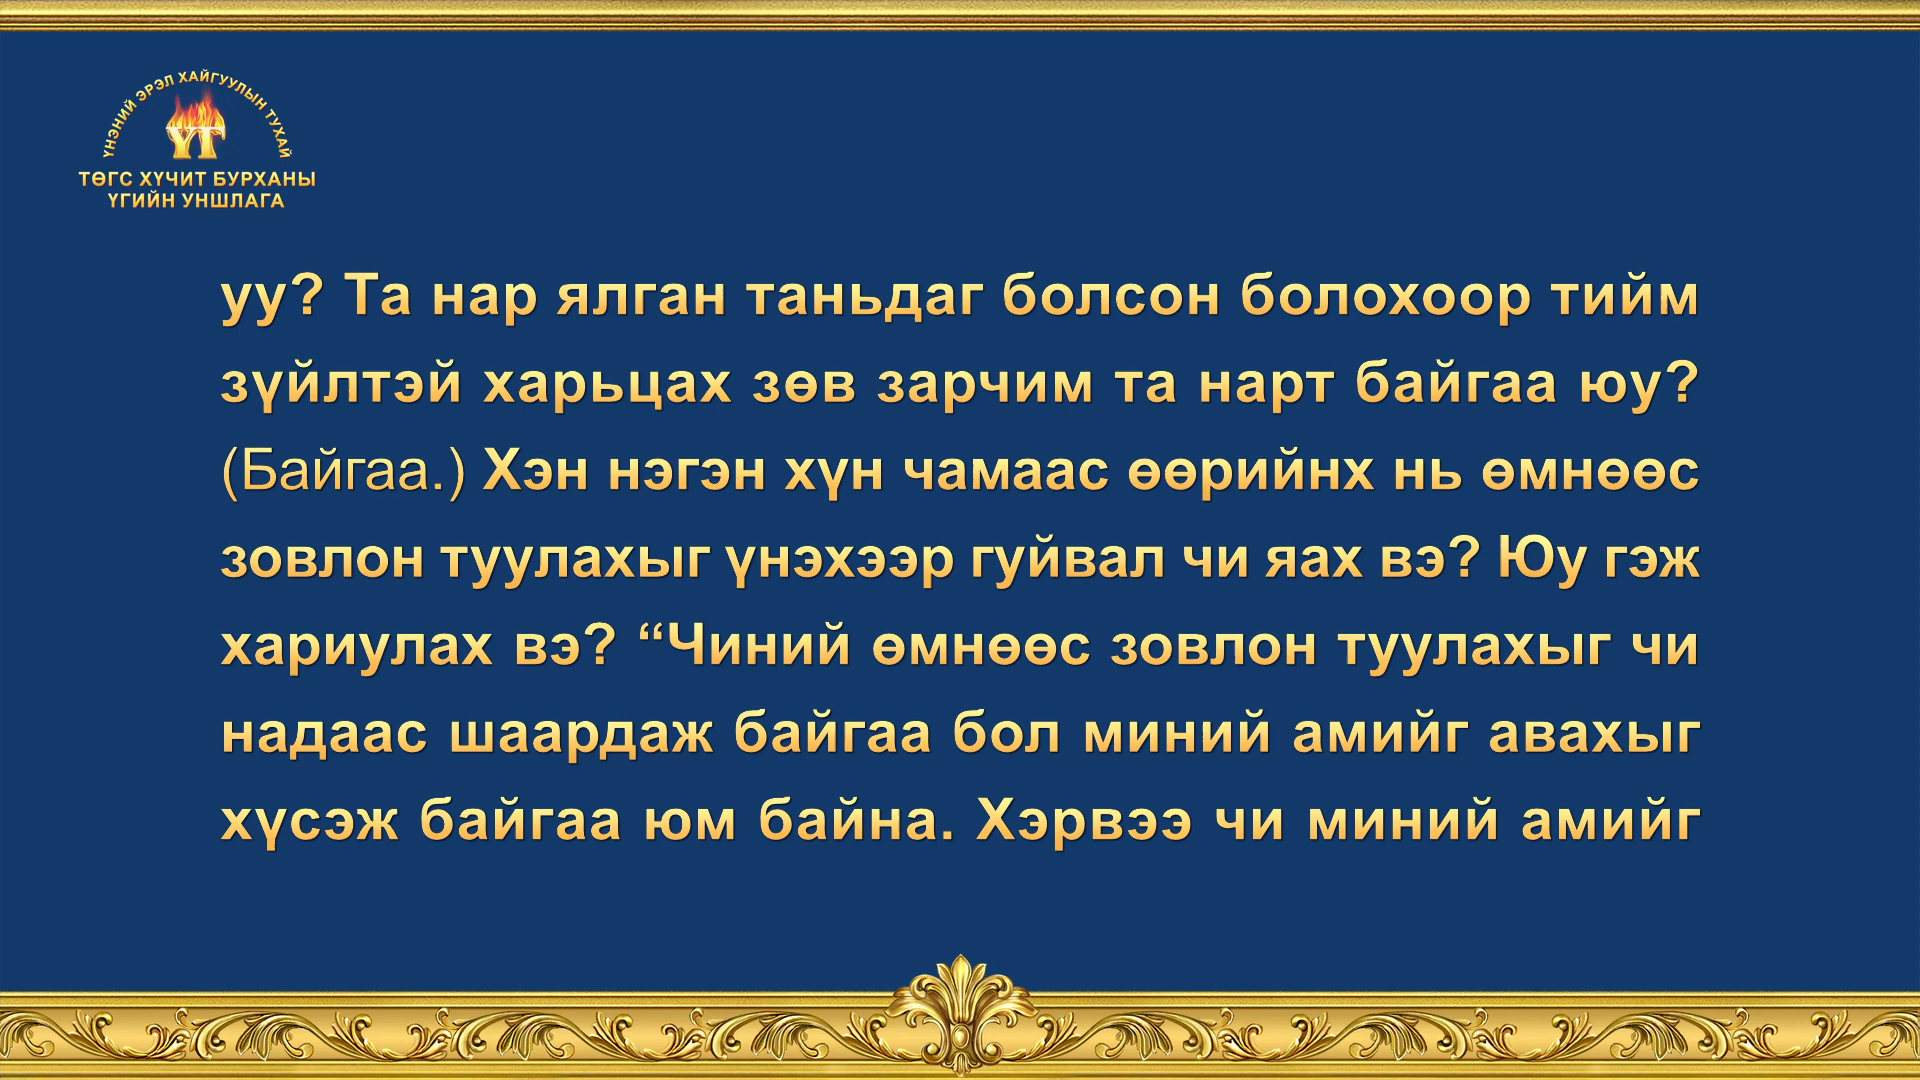 ҮНЭНИЙ ЭРЭЛ ХАЙГУУЛЫН ТУХАЙ
ҮГ
ТӨГС ХҮЧИТ БУРХАНЫ
ҮГИЙН УНШЛАГА
уу? Та нар ялган таньдаг болсон болохоор тийм
зүйлтэй харьцах зөв зарчим та нарт байгаа юу?
(Байгаа.) Хэн нэгэн хүн чамаас өөрийнх нь өмнөөс
зовлон туулахыг үнэхээр гуйвал чи яах вэ? Юу гэж
хариулах вэ? “Чиний өмнөөс зовлон туулахыг чи
надаас шаардаж байгаа бол миний амийг авахыг
хүсэж байгаа юм байна. Хэрвээ чи миний амийг